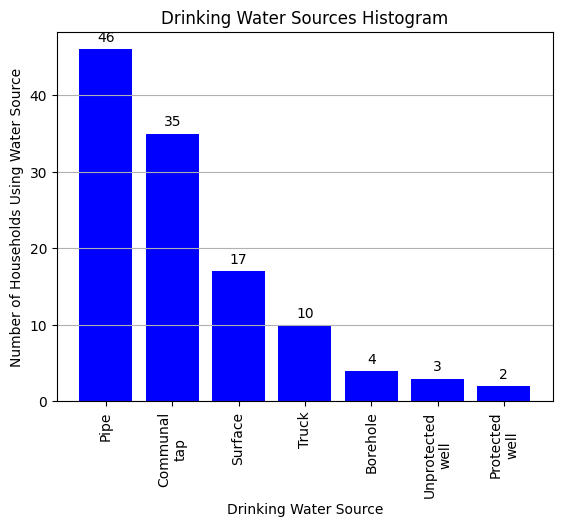 Drinking Water Sources Histogram
Number of Households Using Water Source
40
30
20
10
0
46
35
17
10
4
3
2
Pipe
Communal
tap
Surface
Truck
Borehole
Unprotected
well
Protected
well
Drinking Water Source